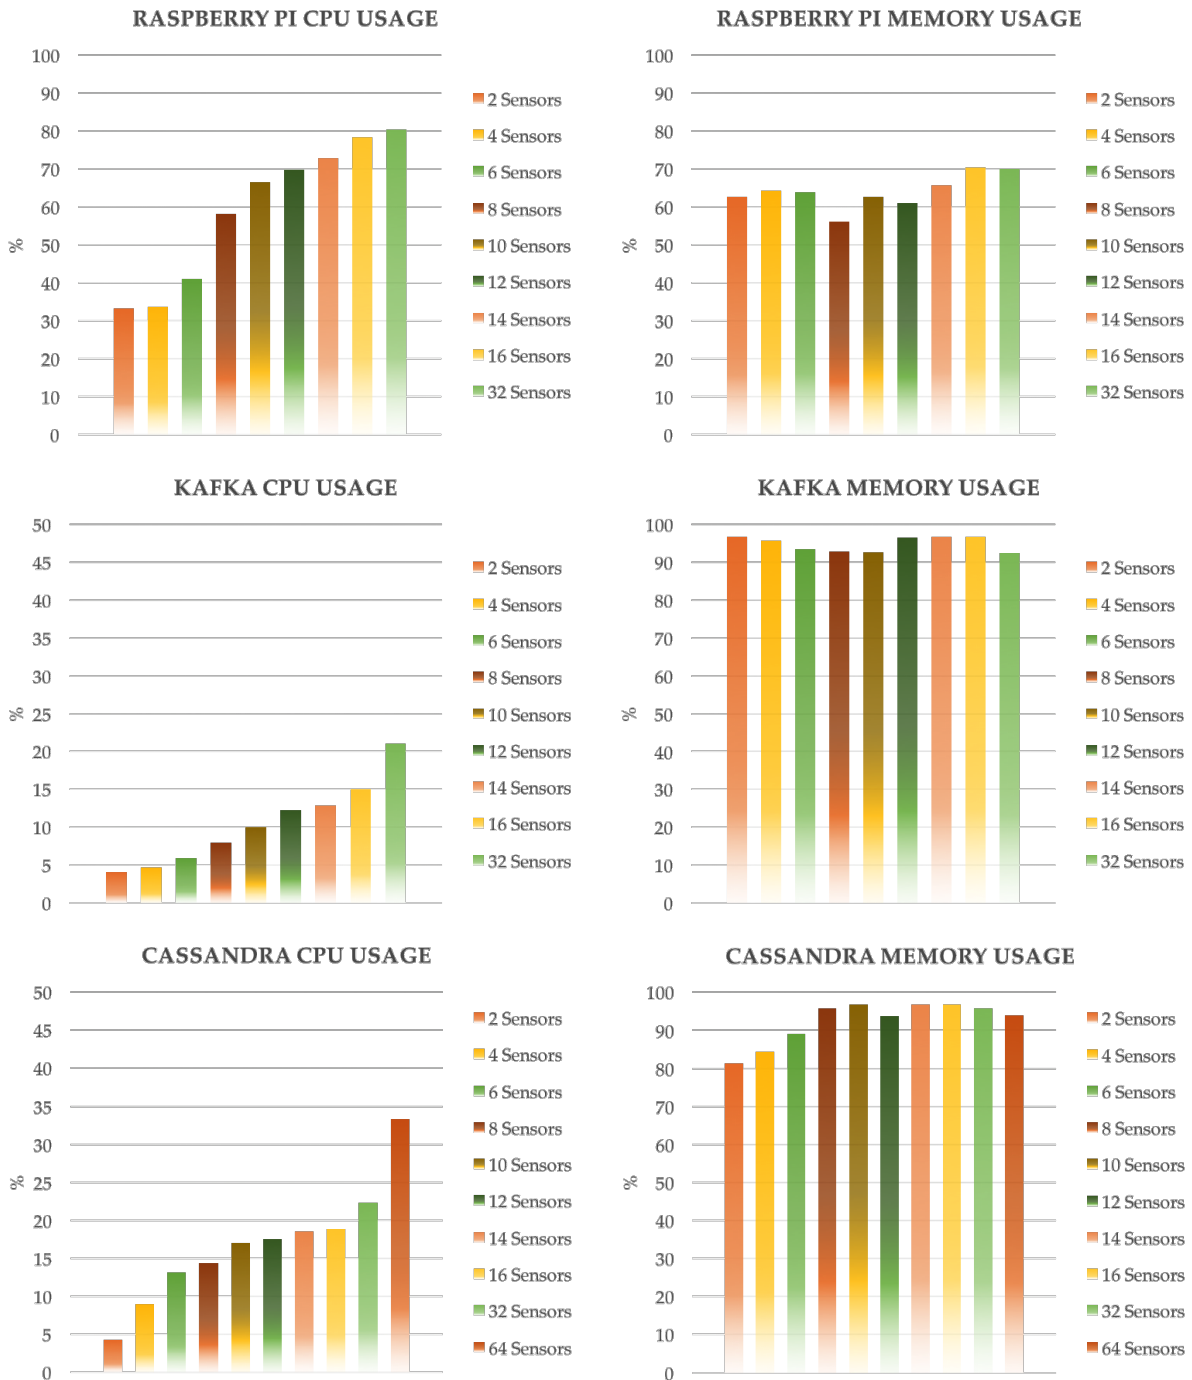 RASPBERRY PI CPU USAGE
100
90
80
70
60
50
40
30
20
10
0
%
2 Sensors
4 Sensors
6 Sensors
8 Sensors
10 Sensors
12 Sensors
14 Sensors
16 Sensors
32 Sensors
RASPBERRY PI MEMORY USAGE
100
90
80
70
60
50
40
30
20
10
0
%
2 Sensors
4 Sensors
6 Sensors
8 Sensors
10 Sensors
12 Sensors
14 Sensors
16 Sensors
32 Sensors
KAFKA CPU USAGE
50
45
40
35
30
25
20
15
10
5
0
%
2 Sensors
4 Sensors
6 Sensors
8 Sensors
10 Sensors
12 Sensors
14 Sensors
16 Sensors
32 Sensors
KAFKA MEMORY USAGE
100
90
80
70
60
50
40
30
20
10
0
%
2 Sensors
4 Sensors
6 Sensors
8 Sensors
10 Sensors
12 Sensors
14 Sensors
16 Sensors
32 Sensors
CASSANDRA CPU USAGE
50
45
40
35
30
25
20
15
10
5
0
%
2 Sensors
4 Sensors
6 Sensors
8 Sensors
10 Sensors
12 Sensors
14 Sensors
16 Sensors
32 Sensors
64 Sensors
CASSANDRA MEMORY USAGE
100
90
80
70
60
50
40
30
20
10
0
%
2 Sensors
4 Sensors
6 Sensors
8 Sensors
10 Sensors
12 Sensors
14 Sensors
16 Sensors
32 Sensors
64 Sensors